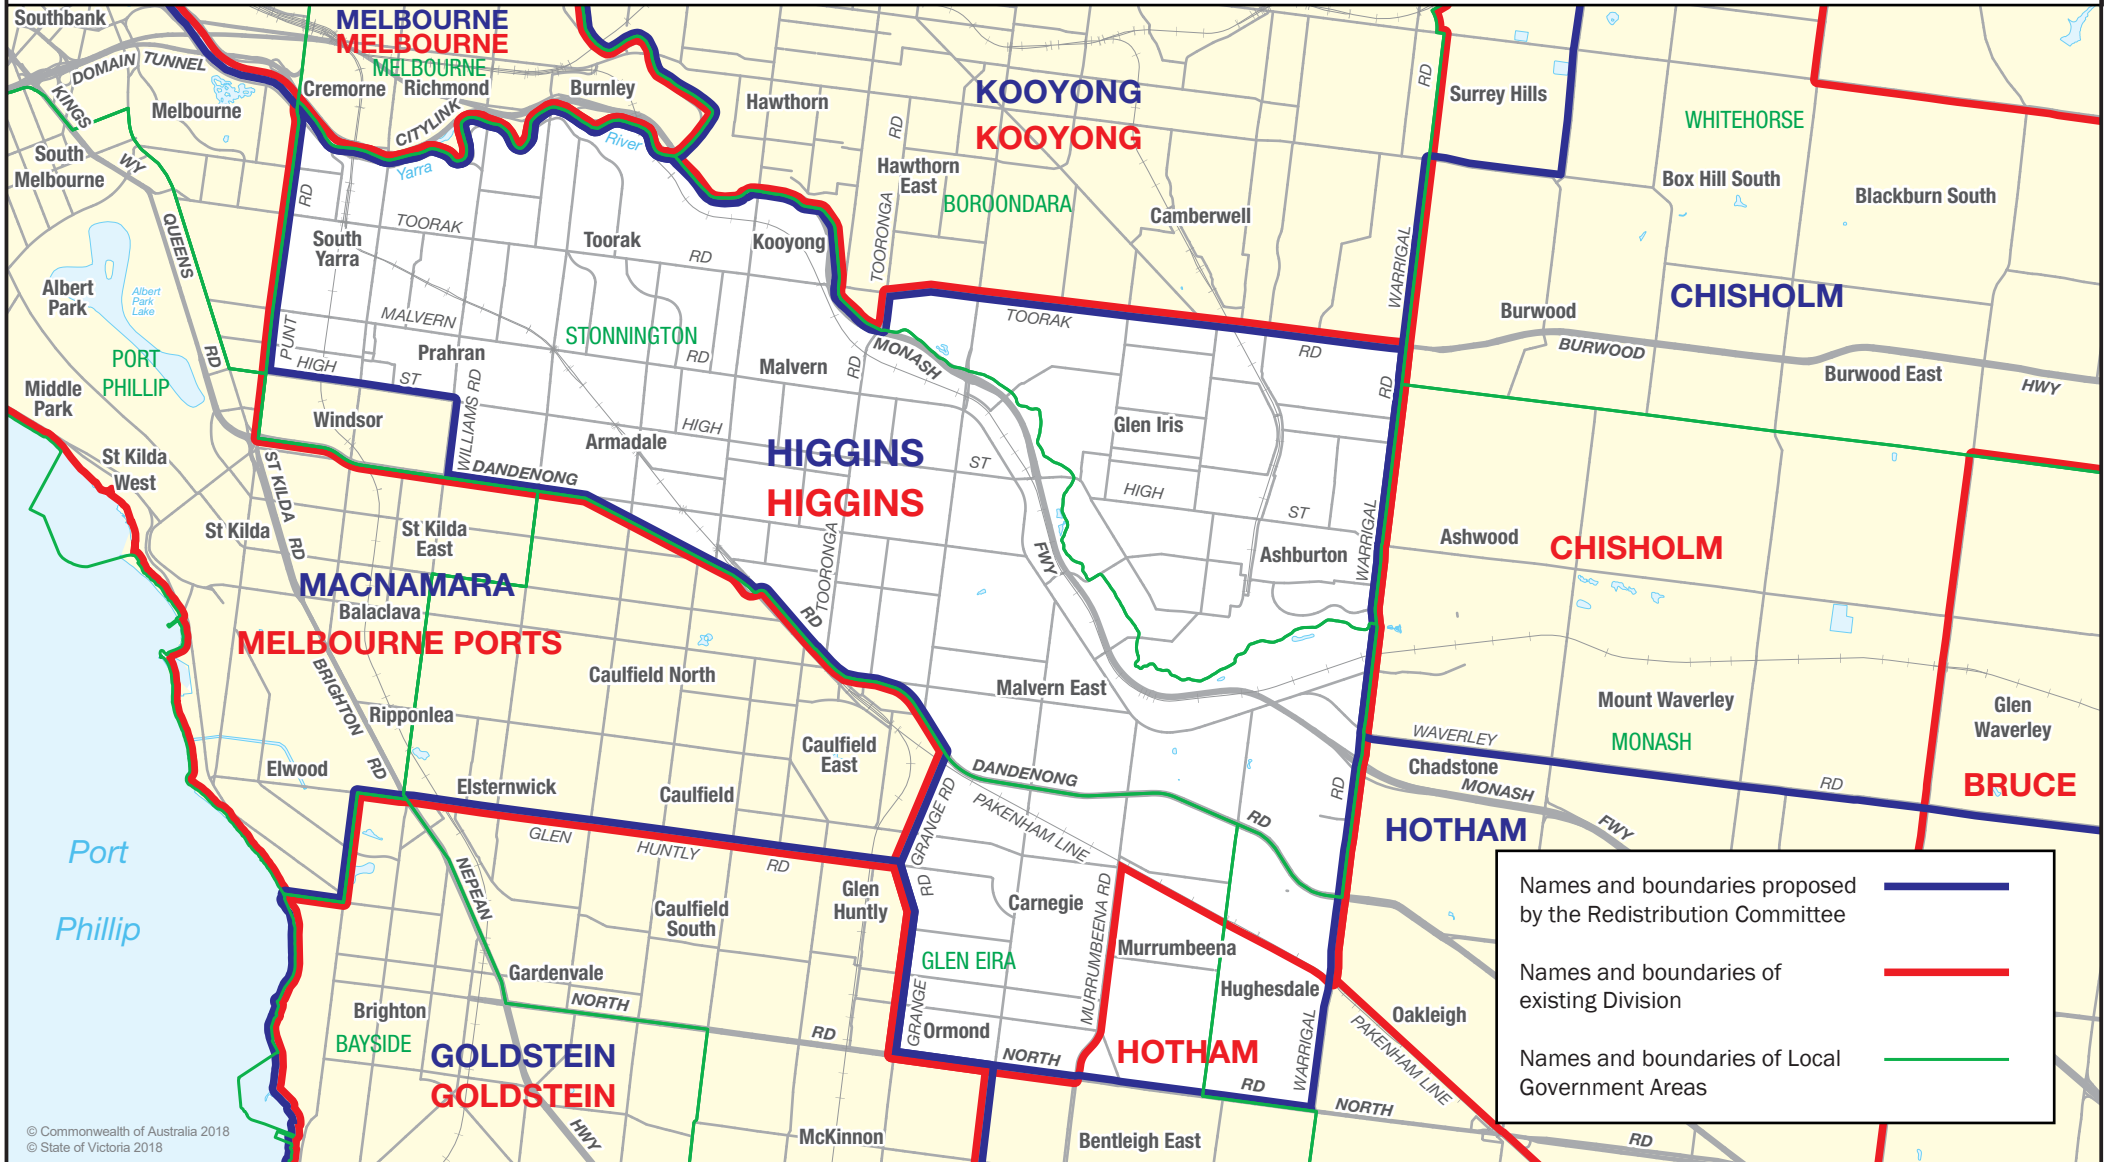 Southbank
MELBOURNE
MELBOURNE
MELBOURNE
DOMAIN TUNNEL
KINGS
WY
Melbourne
Cremorne
Richmond
Burnley
CITYLINK
Hawthorn
KOOYONG
KOOYONG
RD
RD
Surrey Hills
WHITEHORSE
South
Melbourne
Yarra
River
Hawthorn
East
BOROONDARA
Camberwell
Box Hill South
Blackburn South
RD
TOORAK
RD
South
Yarra
Toorak
Kooyong
TOORONGA
WARRIGAL
QUEENS
RD
Albert
Park
Albert
Park
Lake
PORT
PHILLIP
Middle
Park
PUNT
MALVERN
RD
STONNINGTON
Prahran
Malvern
RD
MONASH
TOORAK
RD
RD
Burwood
CHISHOLM
BURWOOD
HWY
Burwood East
HIGH
ST
WILLIAMS RD
Windsor
St Kilda
West
ST KILDA
RD
St Kilda
St Kilda
East
DANDENONG
Armadale
HIGH
ST
HIGGINS
HIGGINS
Glen Iris
HIGH
ST
Ashburton
WARRIGAL
Ashwood
CHISHOLM
TOORONGA
RD
FWY
MACNAMARA
Balaclava
MELBOURNE PORTS
BRIGHTON
RD
Ripponlea
Caulfield North
Malvern East
Mount Waverley
MONASH
Glen
Waverley
BRUCE
WAVERLEY
RD
Chadstone
MONASH
FWY
HOTHAM
Elwood
Elsternwick
Caulfield
Caulfield
East
DANDENONG
RD
RD
PAKENHAM LINE
GRANGE RD
RD
GLEN
HUNTLY
RD
Glen
Huntly
Port
Phillip
NEPEAN
Caulfield
South
Gardenvale
NORTH
RD
Carnegie
GLEN EIRA
MURRUMBEENA RD
Murrumbeena
Hughesdale
GRANGE
Ormond
NORTH
RD
HOTHAM
WARRIGAL
Oakleigh
PAKENHAM LINE
NORTH
RD
Brighton
BAYSIDE
GOLDSTEIN
GOLDSTEIN
HWY
McKinnon
Bentleigh East
Names and boundaries proposed
by the Redistribution Committee
Names and boundaries of
existing Division
Names and boundaries of Local
Government Areas
© Commonwealth of Australia 2018
© State of Victoria 2018